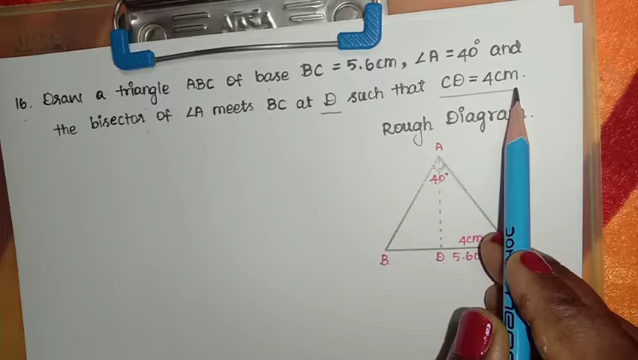 16. Draw a triangle ABC of base BC = 5.6cm, ∠A = 40° and
the bisector of ∠A meets BC at D such that CD = 4cm.
Rough Diagram.
A
40°
4cm
B D 5.6c